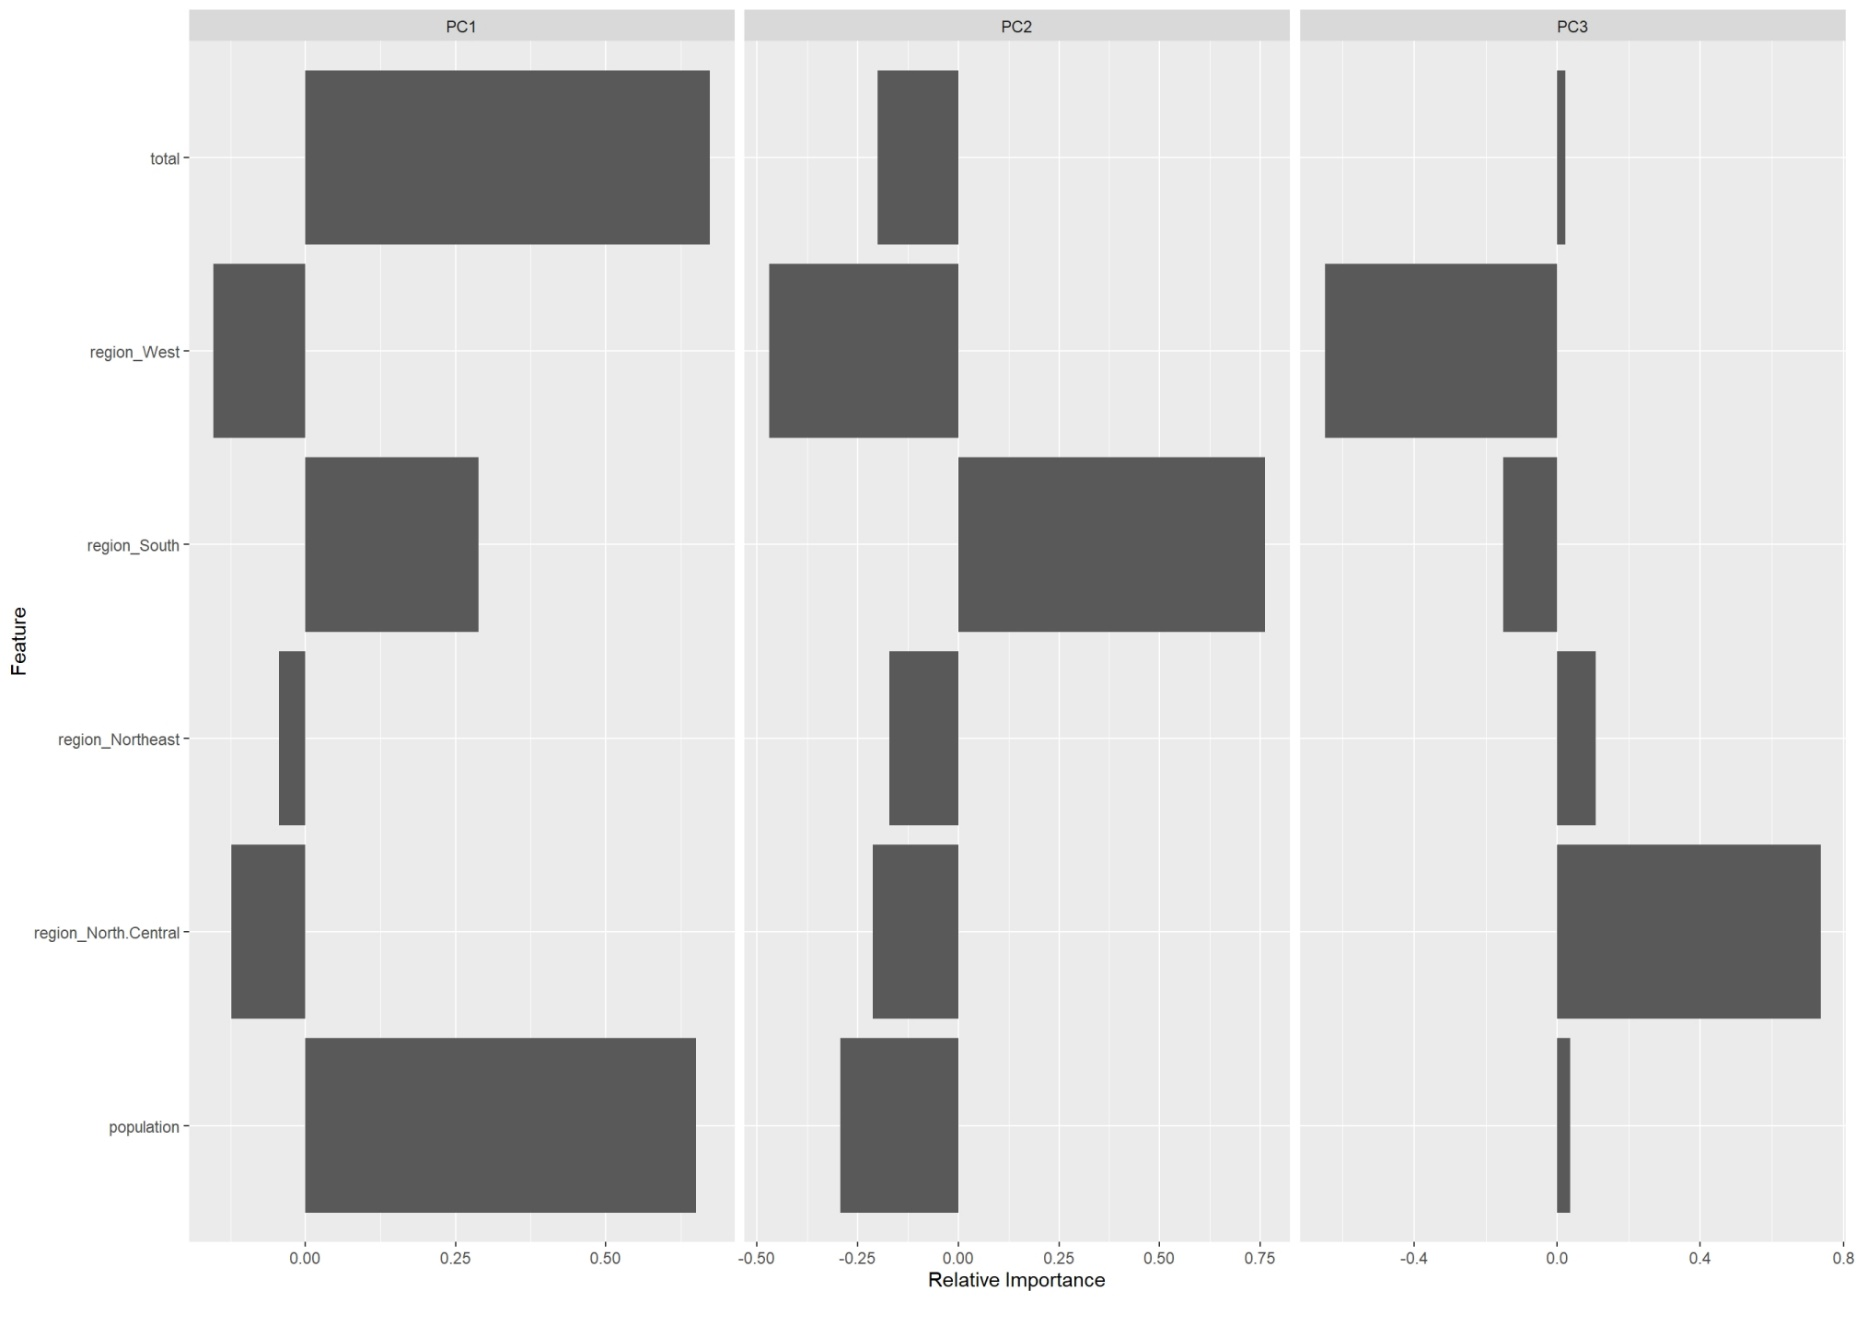 PC1 PC2 PC3
total
region_West
region_South
region_Northeast
region_North.Central
population
Feature
0.00 0.25 0.50 -0.50 -0.25 0.00 0.25 0.50 0.75 -0.4 0.0 0.4 0.8
Relative Importance